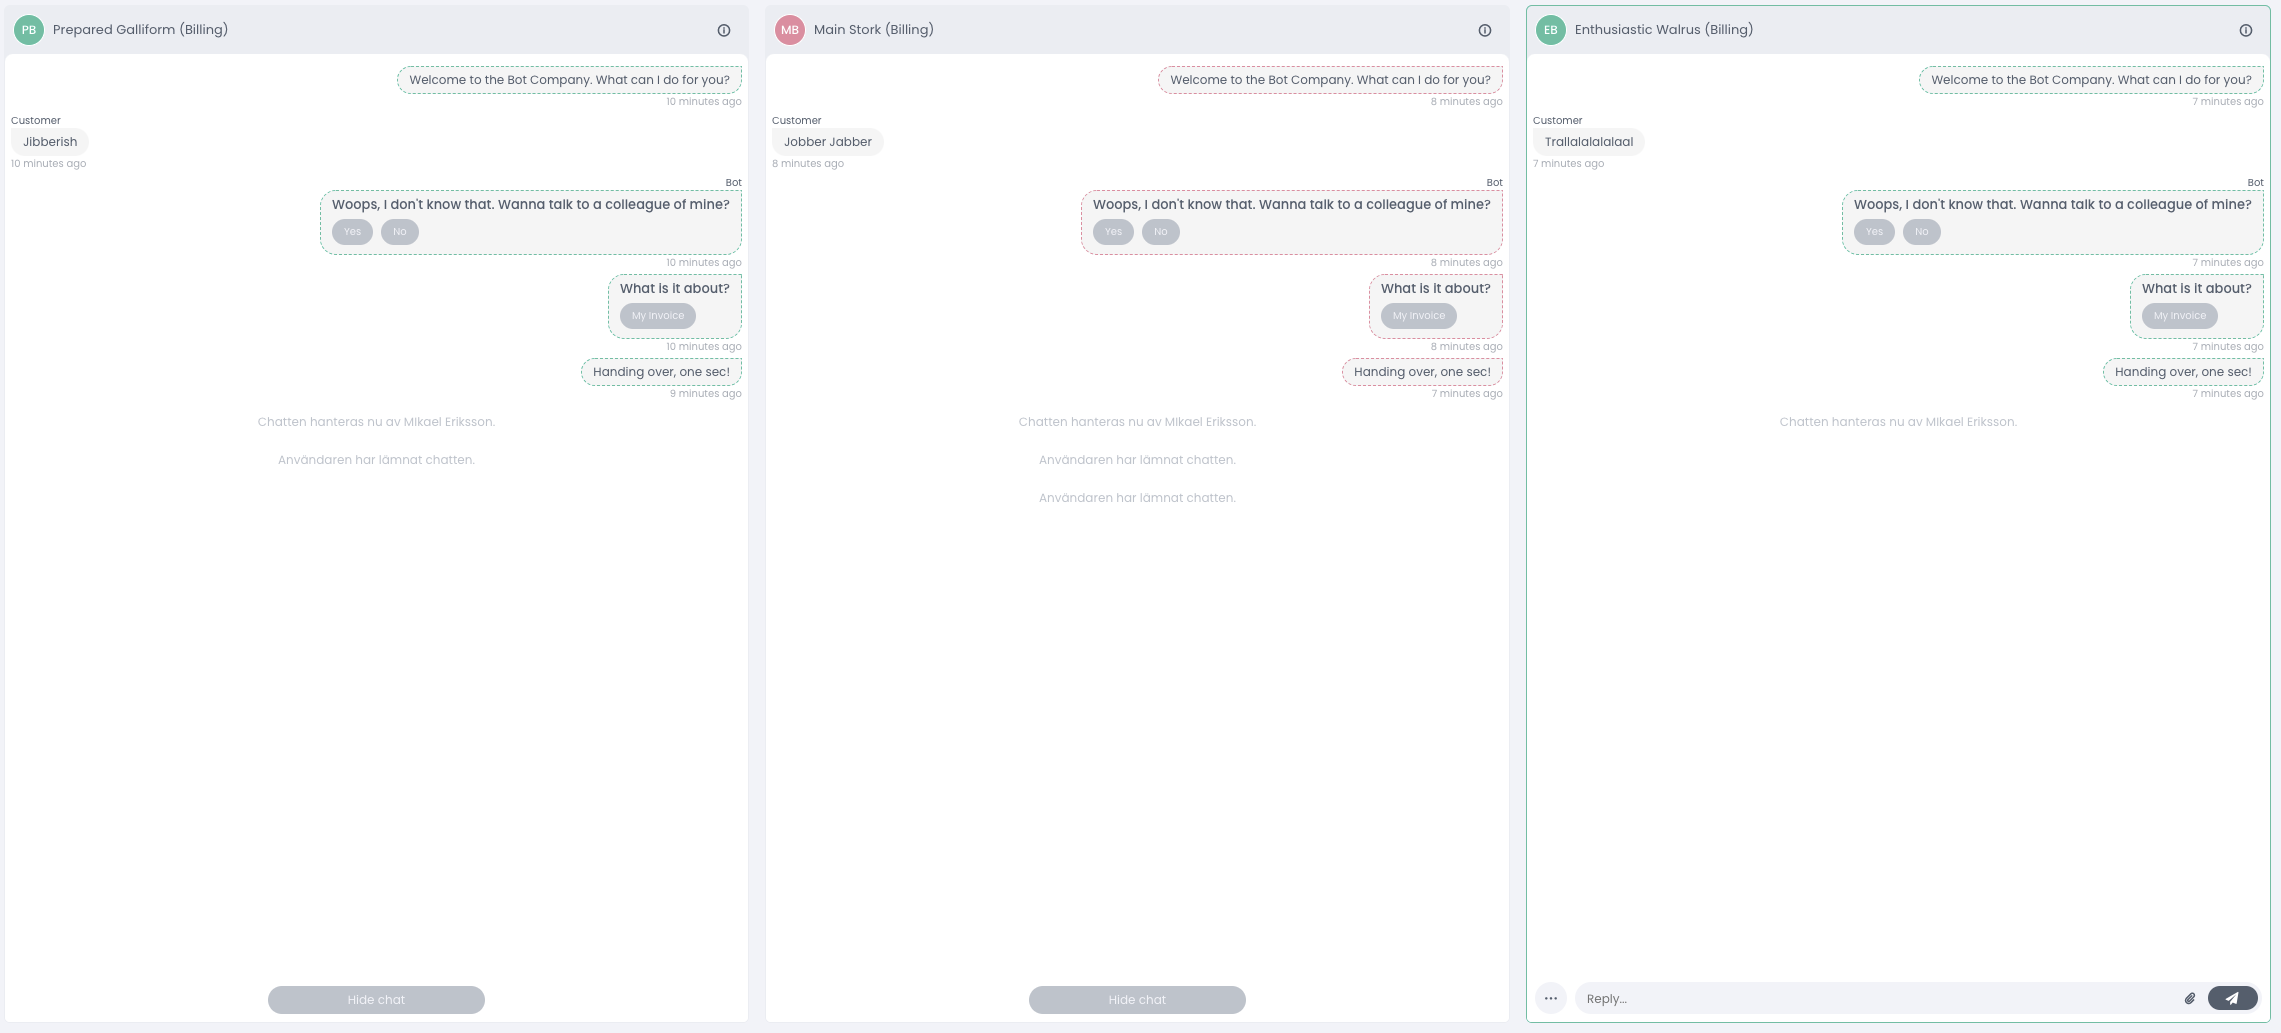 PB Prepared Galliform (Billing)
Welcome to the Bot Company. What can I do for you?
10 minutes ago
Customer
Jibberish
10 minutes ago
Bot
Woops, I don't know that. Wanna talk to a colleague of mine?
Yes No
10 minutes ago
What is it about?
My Invoice
10 minutes ago
Handing over, one sec!
9 minutes ago
Chatten hanteras nu av MIkael Eriksson.
Användaren har lämnat chatten.
Hide chat
MB Main Stork (Billing)
Welcome to the Bot Company. What can I do for you?
8 minutes ago
Customer
Jobber Jabber
8 minutes ago
Bot
Woops, I don't know that. Wanna talk to a colleague of mine?
Yes No
8 minutes ago
What is it about?
My Invoice
8 minutes ago
Handing over, one sec!
7 minutes ago
Chatten hanteras nu av MIkael Eriksson.
Användaren har lämnat chatten.
Användaren har lämnat chatten.
Hide chat
EB Enthusiastic Walrus (Billing)
Welcome to the Bot Company. What can I do for you?
7 minutes ago
Customer
Trallalalalalaal
7 minutes ago
Bot
Woops, I don't know that. Wanna talk to a colleague of mine?
Yes No
7 minutes ago
What is it about?
My Invoice
7 minutes ago
Handing over, one sec!
7 minutes ago
Chatten hanteras nu av MIkael Eriksson.
Reply...